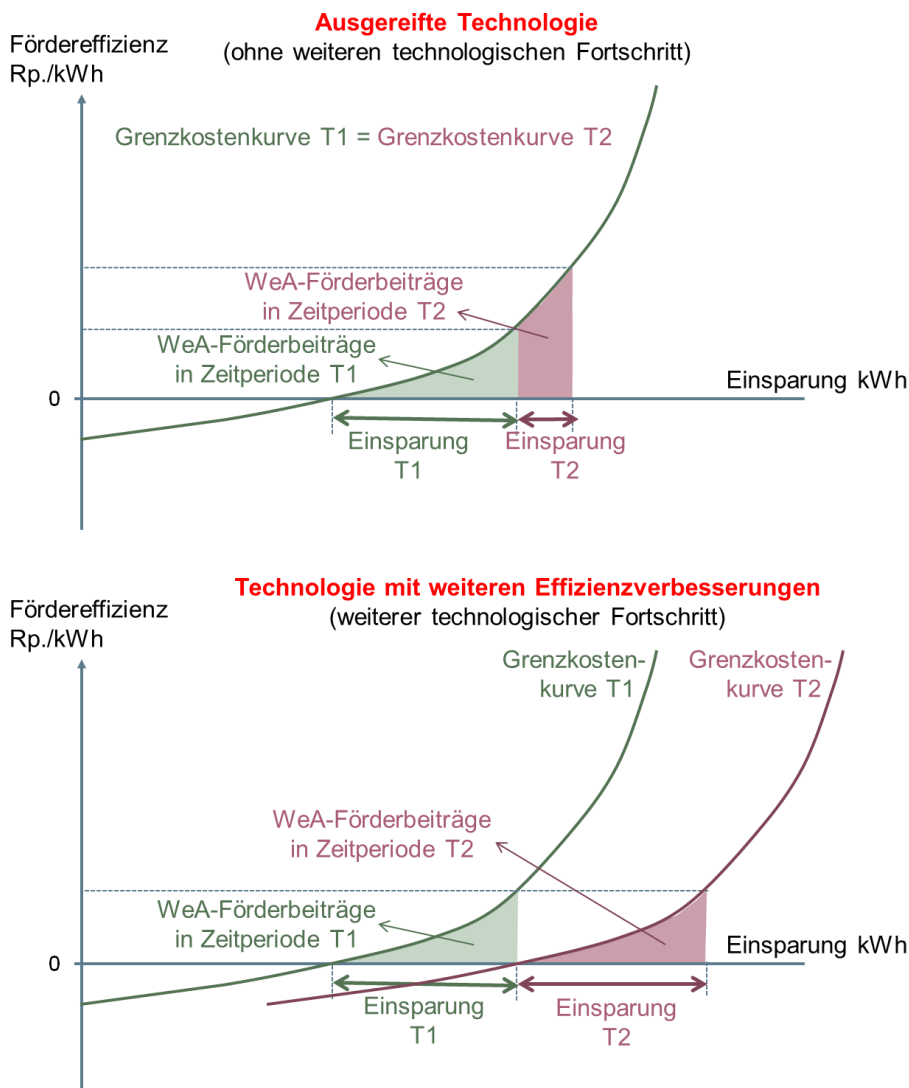 Ausgereifte Technologie
(ohne weiteren technologischen Fortschritt)
Fördereffizienz
Rp./kWh
Grenzkostenkurve T1 = Grenzkostenkurve T2
WeA-Förderbeiträge
in Zeitperiode T2
WeA-Förderbeiträge
in Zeitperiode T1
0
Einsparung kWh
Einsparung
T1
Einsparung
T2
Technologie mit weiteren Effizienzverbesserungen
(weiterer technologischer Fortschritt)
Fördereffizienz
Rp./kWh
Grenzkosten-
kurve T1
Grenzkosten-
kurve T2
WeA-Förderbeiträge
in Zeitperiode T2
WeA-Förderbeiträge
in Zeitperiode T1
0
Einsparung kWh
Einsparung
T1
Einsparung
T2